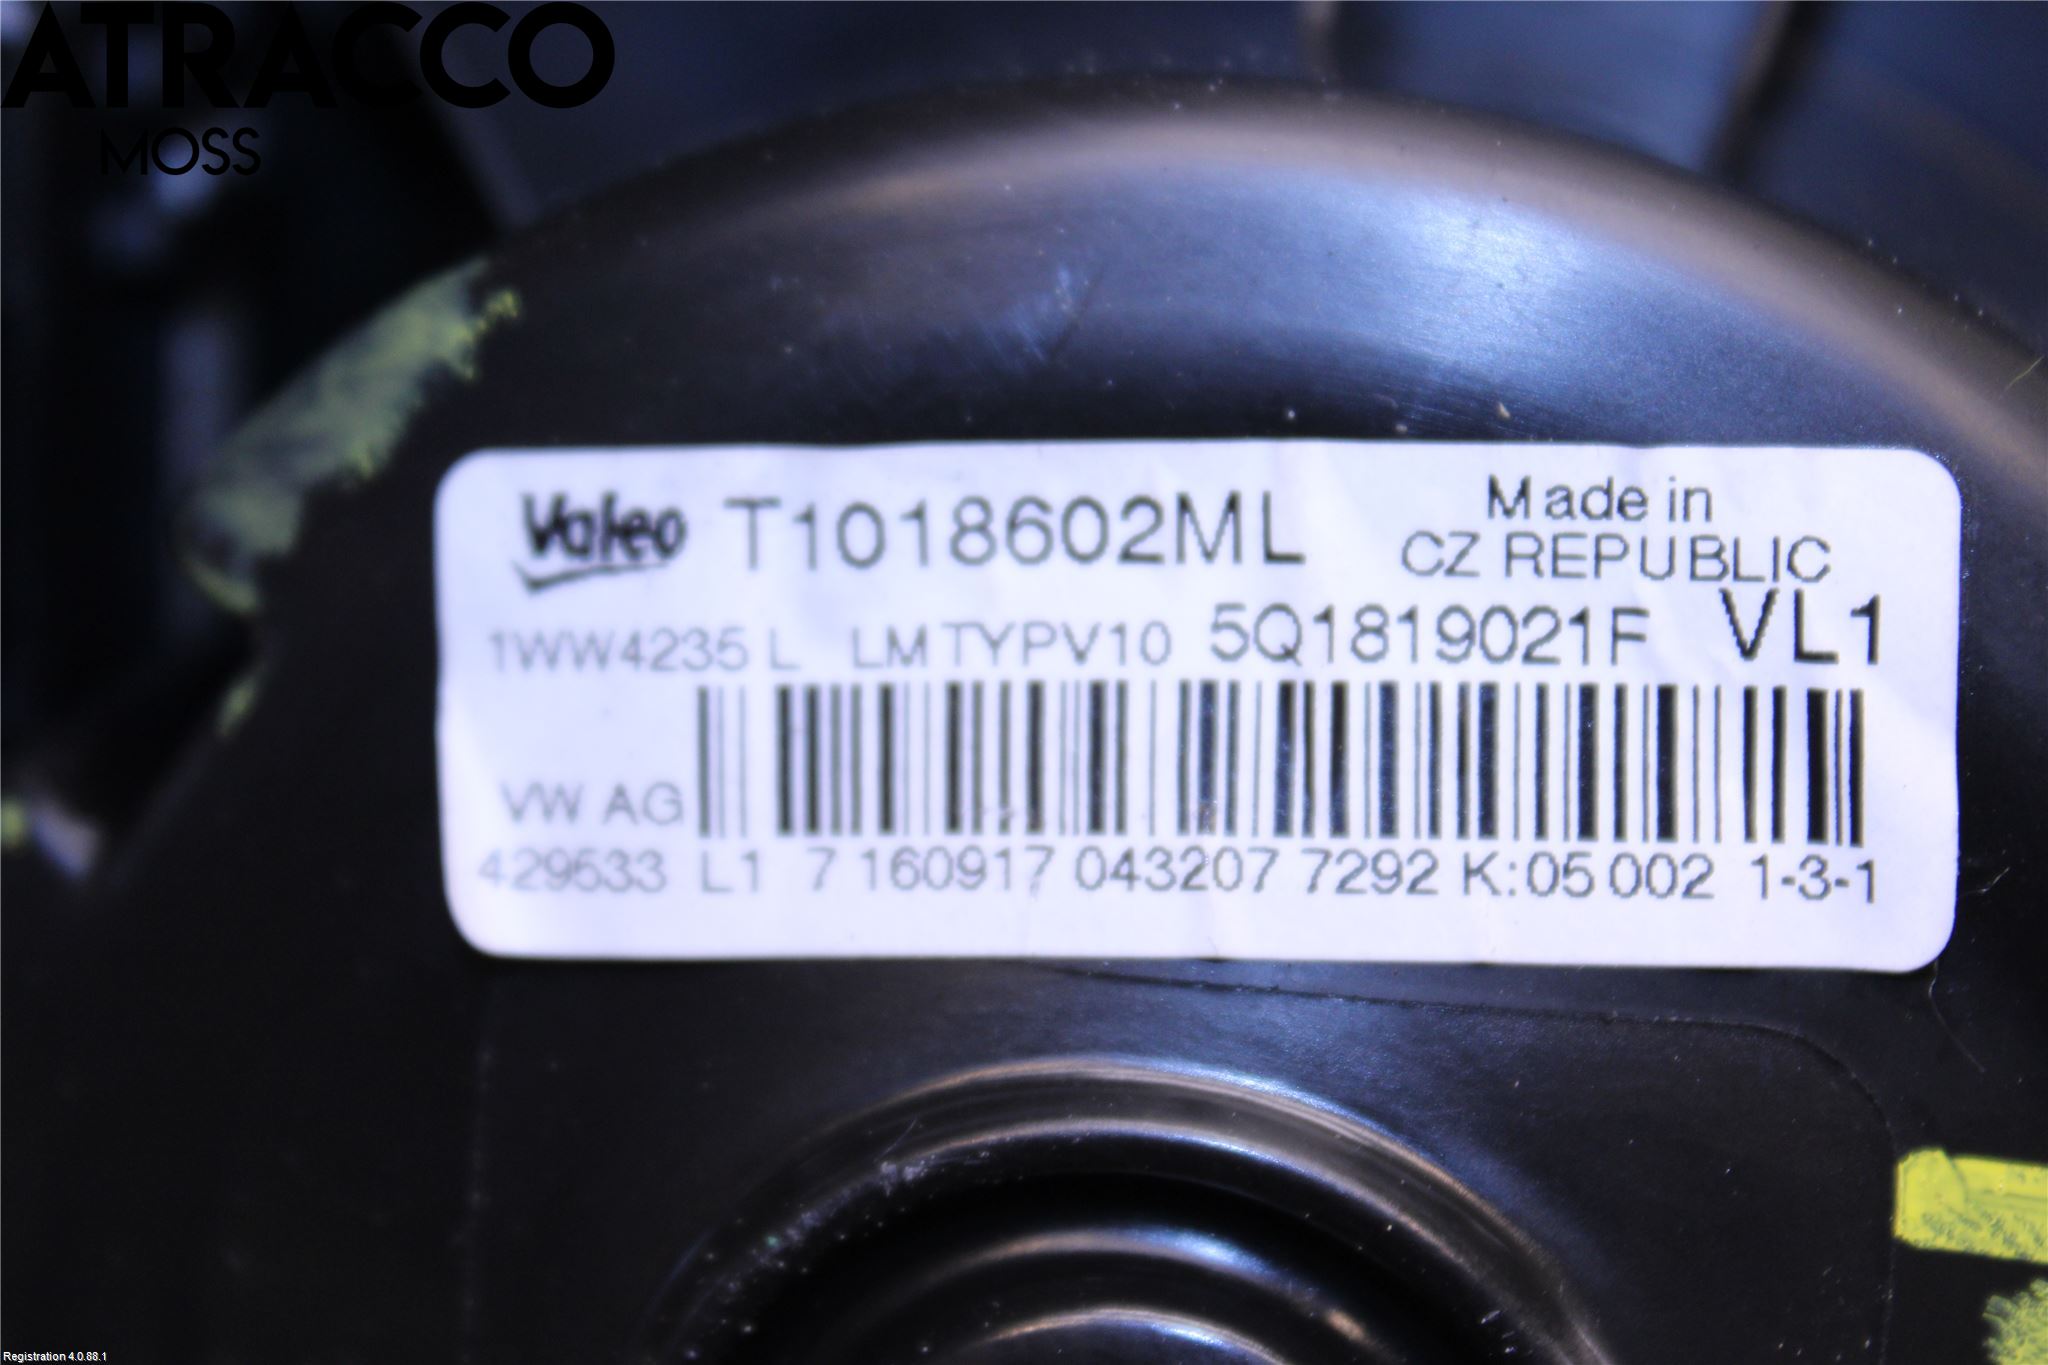 ATRACCO
MOSS
Valeo T1018602ML Made in
CZ REPUBLIC
1WW4235 L LM TYPV10 5Q1819021F VL1
VW AG
429533 L1 7 160917 043207 7292 K:05 002 1-3-1
Registration 4.0.88.1